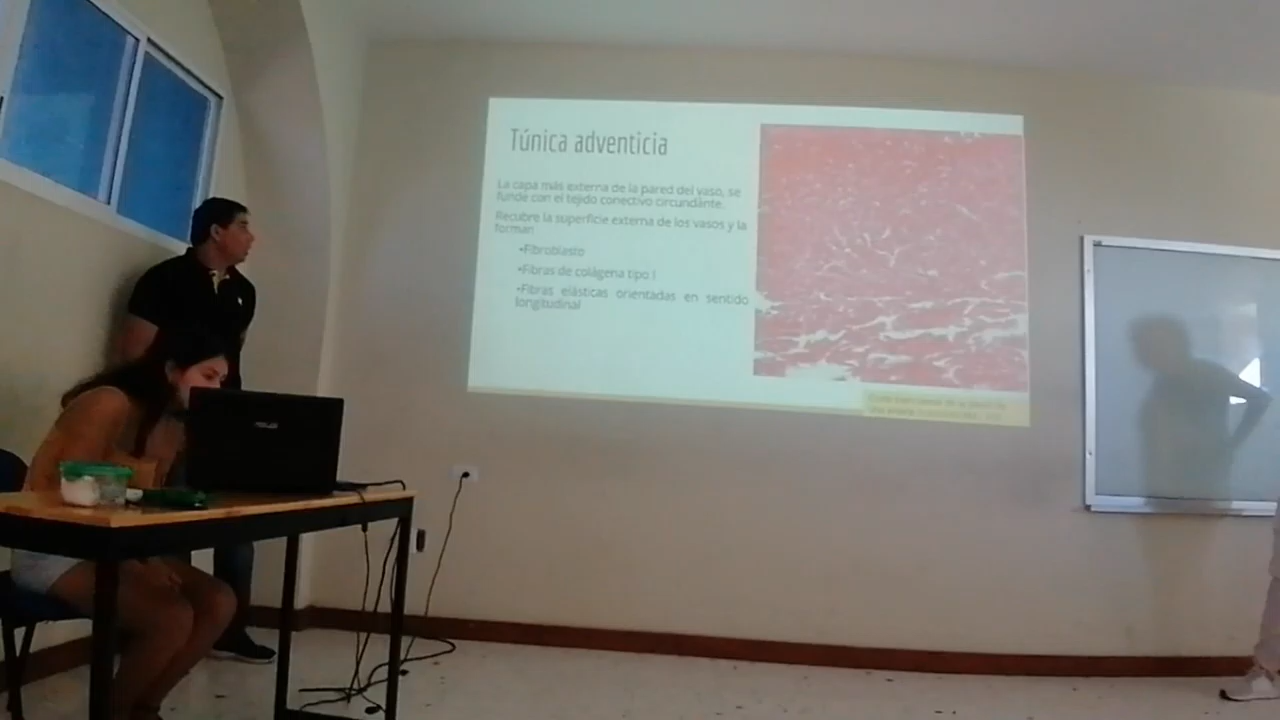 Túnica adventicia
La capa más externa de la pared del vaso, se
funde con el tejido conectivo circundante.
Recubre la superficie externa de los vasos y la
forman
•Fibroblasto
•Fibras de colágena tipo I
•Fibras elásticas orientadas en sentido
longitudinal
ASUS